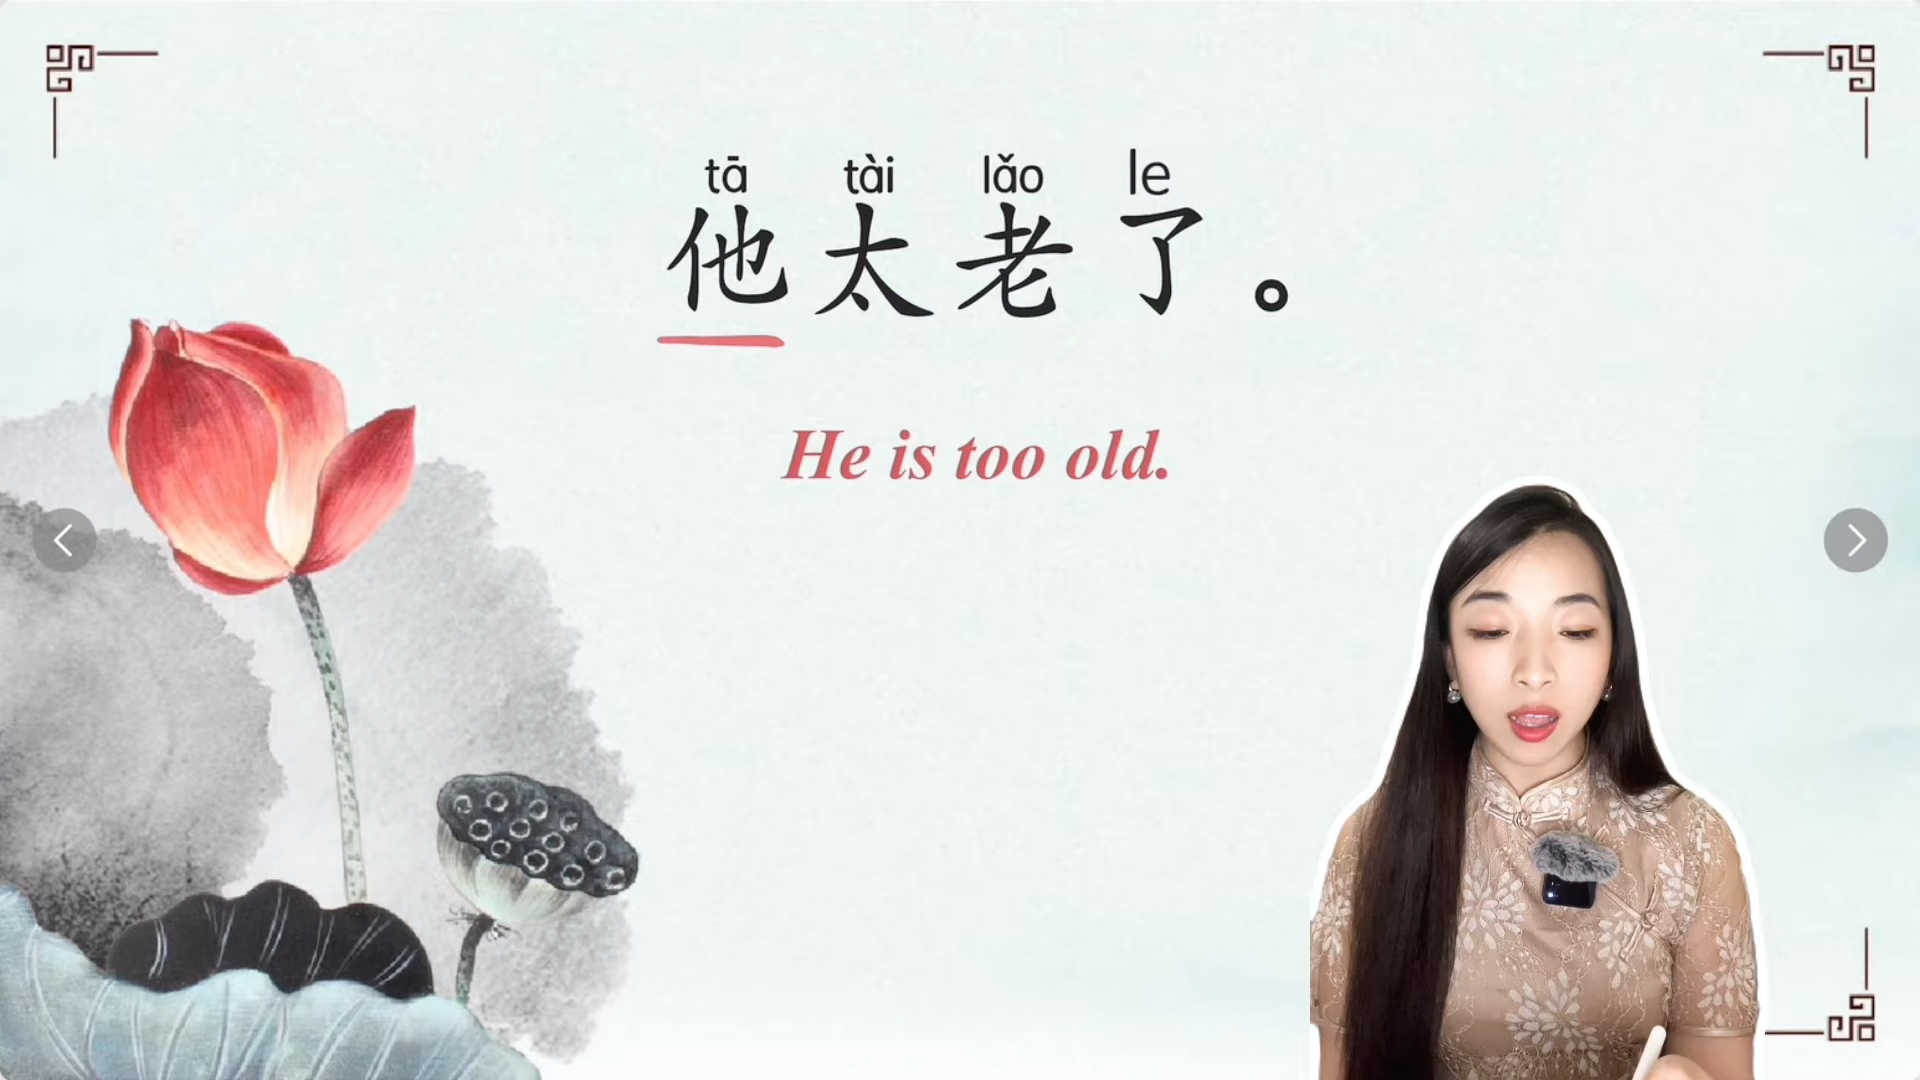 tā tài lǎo le
他太老了。
He is too old.